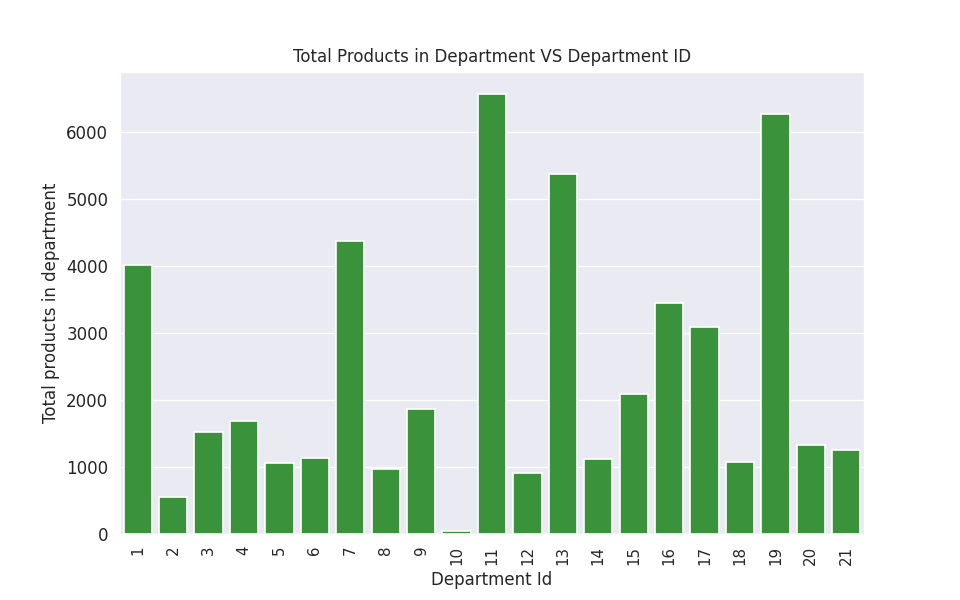 Total Products in Department VS Department ID
Total products in department
6000
5000
4000
3000
2000
1000
0
1 2 3 4 5 6 7 8 9 10 11 12 13 14 15 16 17 18 19 20 21
Department Id